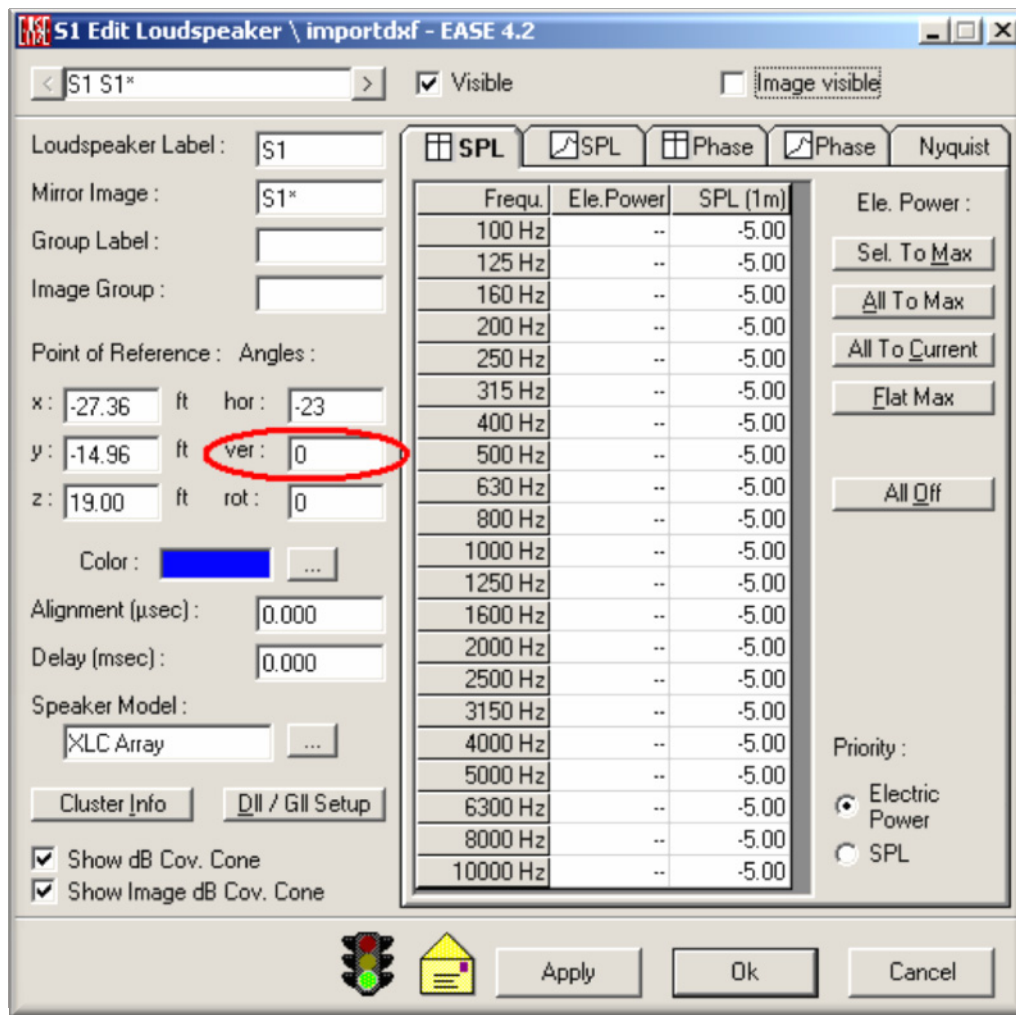 EASE S1 Edit Loudspeaker \ importdxf - EASE 4.2
< S1 S1* > Visible Image visible
Loudspeaker Label : S1
Mirror Image : S1*
Group Label :
Image Group :
Point of Reference : Angles :
x : -27.36 ft hor : -23
y : -14.96 ft ver : 0
z : 19.00 ft rot : 0
Color : ...
Alignment (µsec) : 0.000
Delay (msec) : 0.000
Speaker Model :
XLC Array ...
Cluster Info Dll / Gll Setup
Show dB Cov. Cone
Show Image dB Cov. Cone
SPL SPL Phase Phase Nyquist
Frequ. Ele.Power SPL (1m)
100 Hz -- -5.00
125 Hz -- -5.00
160 Hz -- -5.00
200 Hz -- -5.00
250 Hz -- -5.00
315 Hz -- -5.00
400 Hz -- -5.00
500 Hz -- -5.00
630 Hz -- -5.00
800 Hz -- -5.00
1000 Hz -- -5.00
1250 Hz -- -5.00
1600 Hz -- -5.00
2000 Hz -- -5.00
2500 Hz -- -5.00
3150 Hz -- -5.00
4000 Hz -- -5.00
5000 Hz -- -5.00
6300 Hz -- -5.00
8000 Hz -- -5.00
10000 Hz -- -5.00
Ele. Power :
Sel. To Max
All To Max
All To Current
Flat Max
All Off
Priority :
Electric
Power
SPL
Apply Ok Cancel